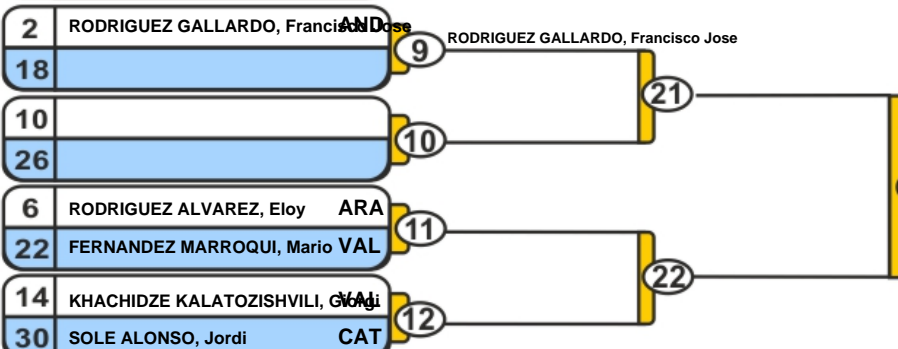 2 RODRIGUEZ GALLARDO, Francisco Jose AND
18
9 RODRIGUEZ GALLARDO, Francisco Jose
21
10
26
10
6 RODRIGUEZ ALVAREZ, Eloy ARA
22 FERNANDEZ MARROQUI, Mario VAL
11
22
14 KHACHIDZE KALATOZISHVILI, Giorgi VAL
30 SOLE ALONSO, Jordi CAT
12